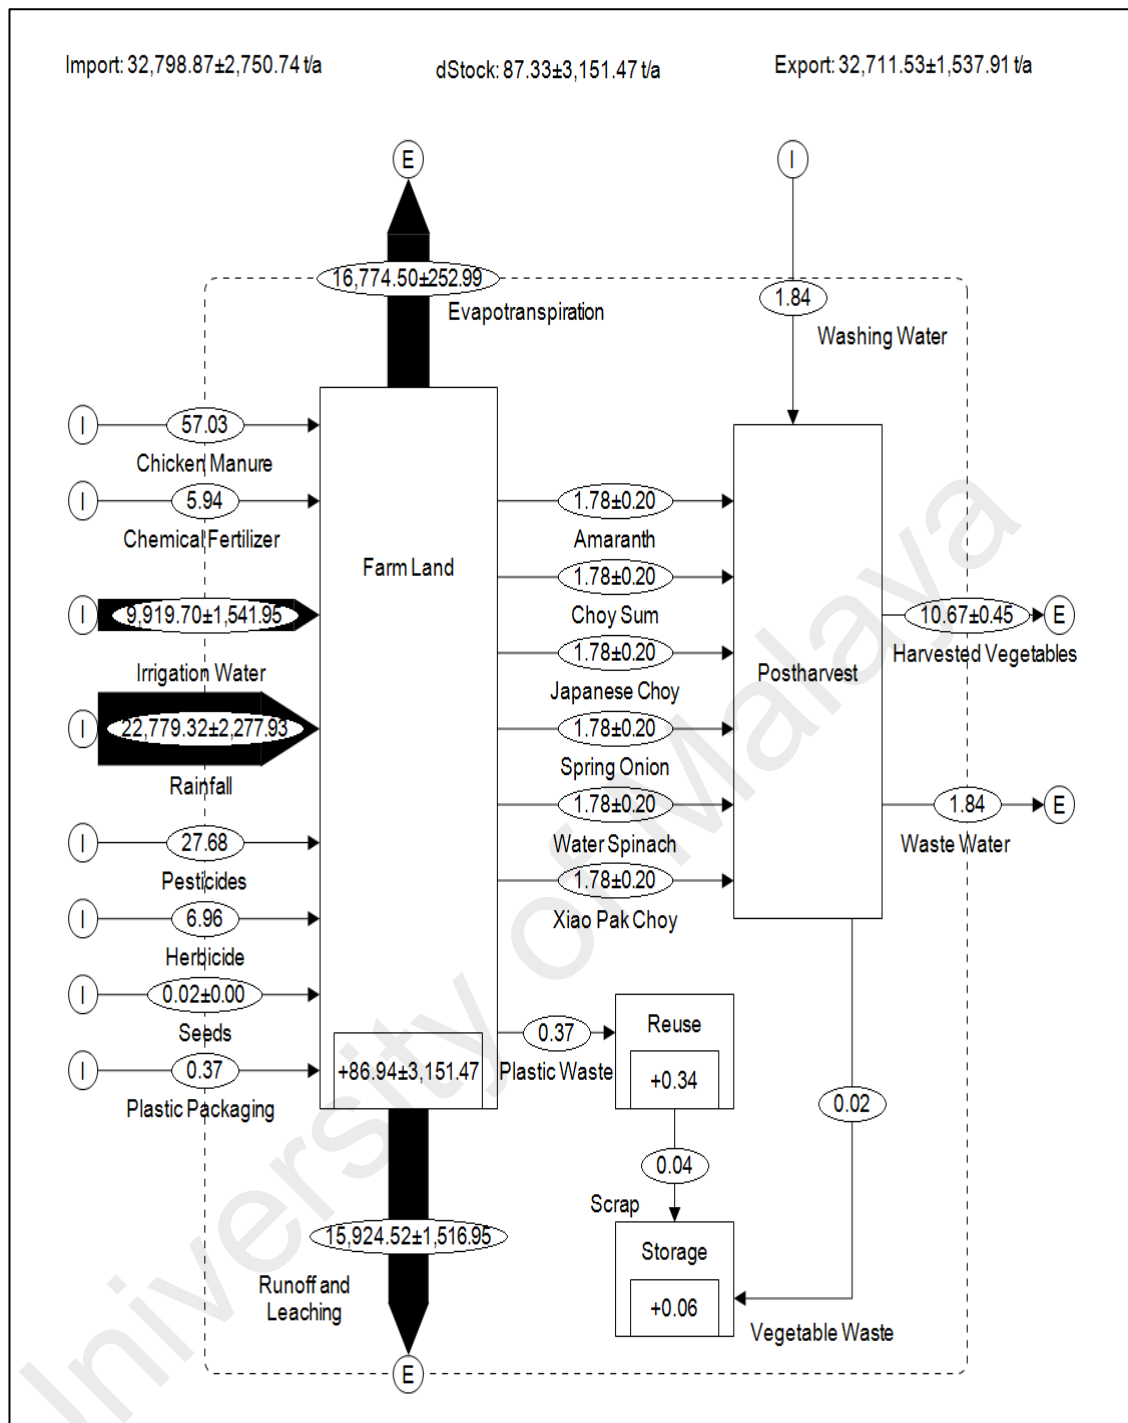 Import: 32,798.87±2,750.74 t/a
dStock: 87.33±3,151.47 t/a
Export: 32,711.53±1,537.91 t/a
E
I
16,774.50±252.99
Evapotranspiration
1.84
Washing Water
I
57.03
Chicken Manure
I
5.94
Chemical Fertilizer
I
9,919.70±1,541.95
Irrigation Water
I
22,779.32±2,277.93
Rainfall
I
27.68
Pesticides
I
6.96
Herbicide
I
0.02±0.00
Seeds
I
0.37
Plastic Packaging
Farm Land
+86.94±3,151.47
1.78±0.20
Amaranth
1.78±0.20
Choy Sum
1.78±0.20
Japanese Choy
1.78±0.20
Spring Onion
1.78±0.20
Water Spinach
1.78±0.20
Xiao Pak Choy
Postharvest
10.67±0.45
E
Harvested Vegetables
1.84
E
Waste Water
0.37
Plastic Waste
Reuse
+0.34
0.02
0.04
Scrap
Storage
+0.06
Vegetable Waste
15,924.52±1,516.95
Runoff and
Leaching
E
University of Malaya